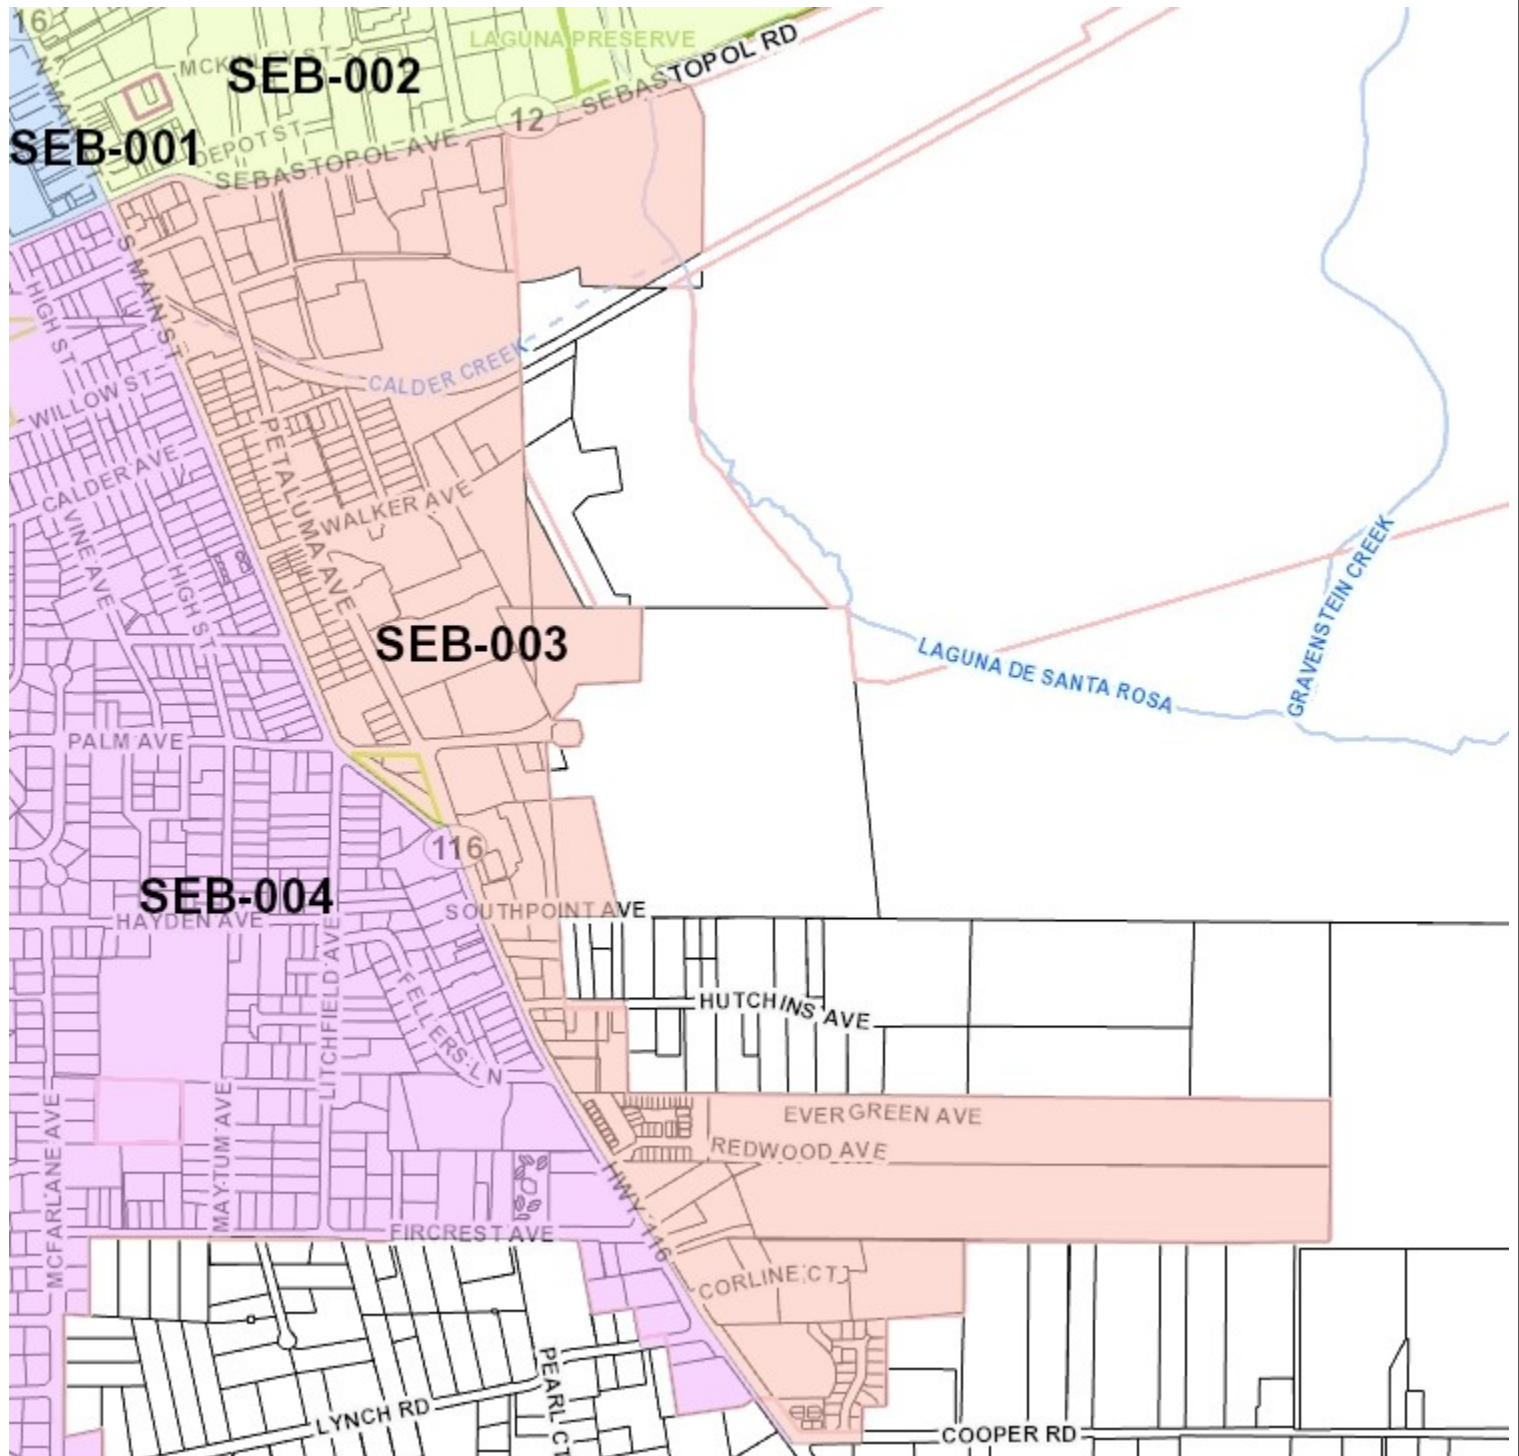 16
N MAIN ST
MCKINLEY ST
LAGUNA PRESERVE
SEB-002
SEBASTOPOL RD
12
SEB-001
DEPOT ST
SEBASTOPOL AVE
S MAIN ST
HIGH ST
CALDER CREEK
WILLOW ST
PETALUMA AVE
CALDER AVE
WALKER AVE
VINE AVE
HIGH ST
GRAVENSTEIN CREEK
SEB-003
LAGUNA DE SANTA ROSA
PALM AVE
116
SEB-004
HAYDEN AVE
SOUTHPOINT AVE
LITCHFIELD AVE
FELLERS LN
HUTCHINS AVE
EVERGREEN AVE
REDWOOD AVE
MCFARLANE AVE
MAYTUM AVE
HWY 116
FIRCREST AVE
CORLINE CT
PEARL CT
LYNCH RD
COOPER RD